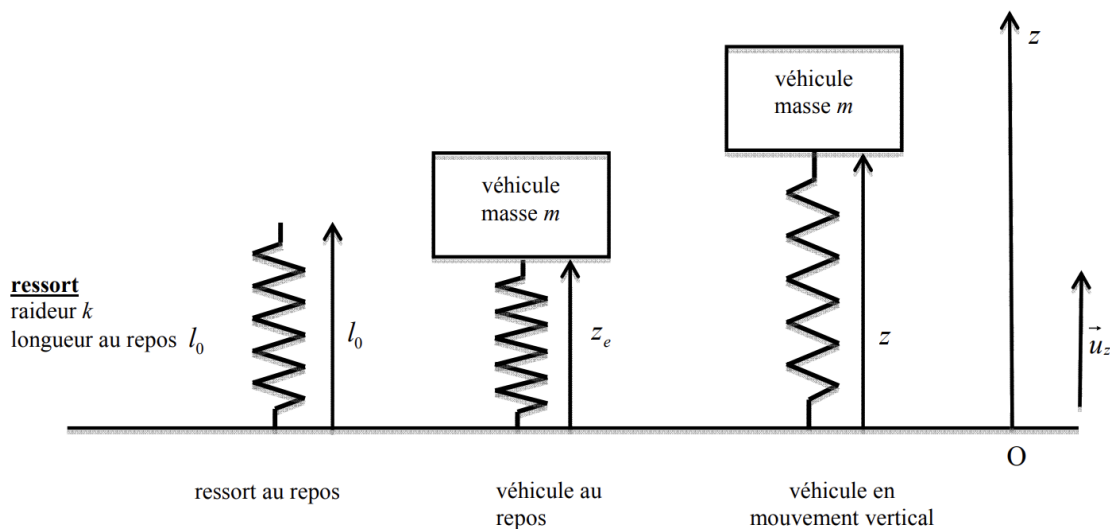 z
véhicule
masse m
véhicule
masse m
ressort
raideur k
longueur au repos l₀
l₀
zₑ
z
u⃗z
O
ressort au repos
véhicule au
repos
véhicule en
mouvement vertical